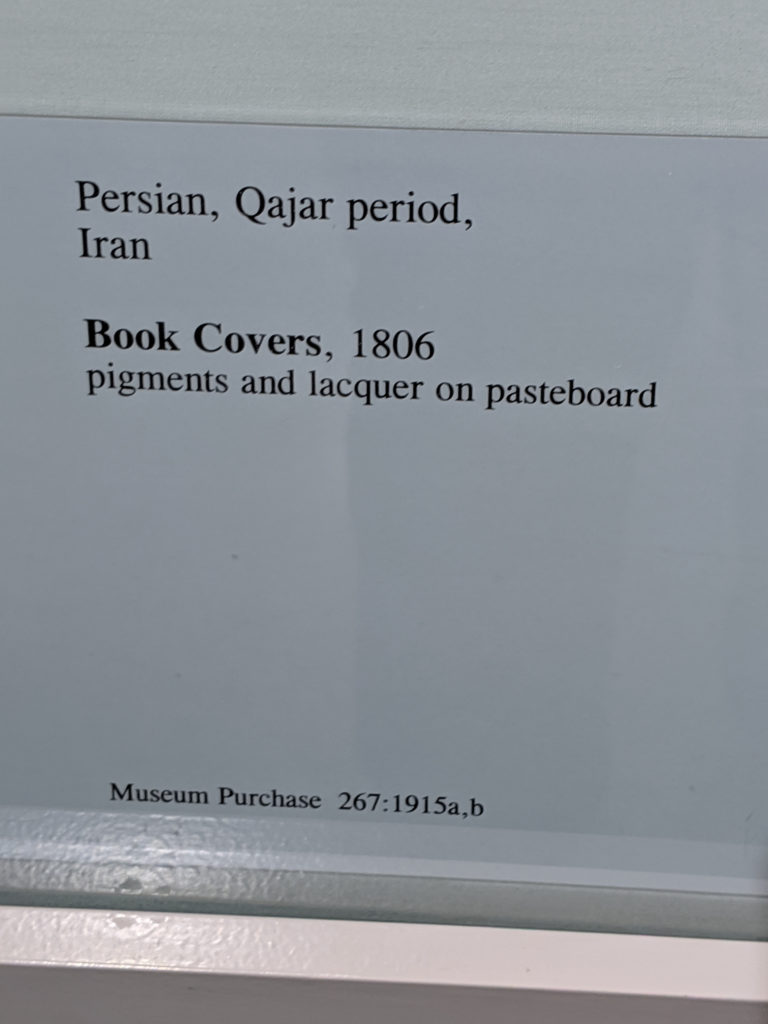 Persian, Qajar period,
Iran
Book Covers, 1806
pigments and lacquer on pasteboard
Museum Purchase 267:1915a,b